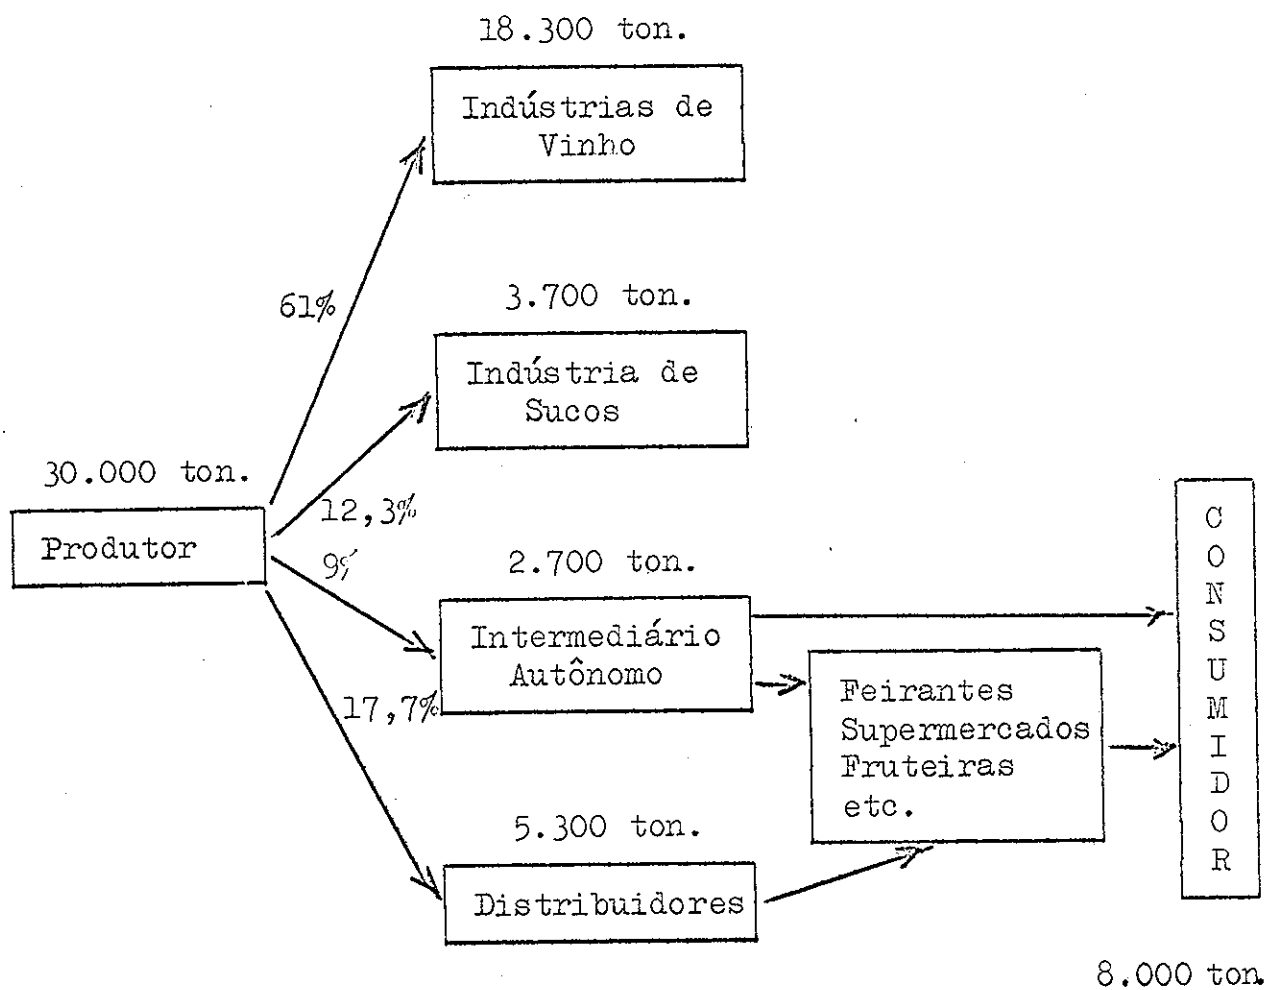 18.300 ton.
Indústrias de
Vinho
61%
3.700 ton.
Indústria de
Sucos
30.000 ton.
Produtor
12,3%
9%
2.700 ton.
Intermediário
Autônomo
17,7%
Feirantes
Supermercados
Fruteiras
etc.
5.300 ton.
Distribuidores
C
O
N
S
U
M
I
D
O
R
8.000 ton.